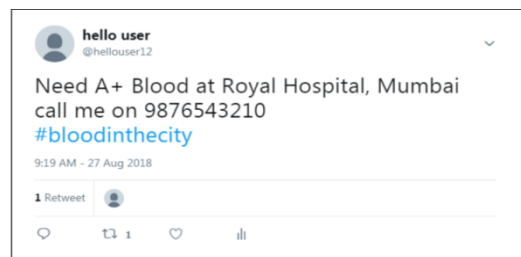 hello user
@hellouser12
Need A+ Blood at Royal Hospital, Mumbai
call me on 9876543210
#bloodinthecity
9:19 AM - 27 Aug 2018
1 Retweet
1